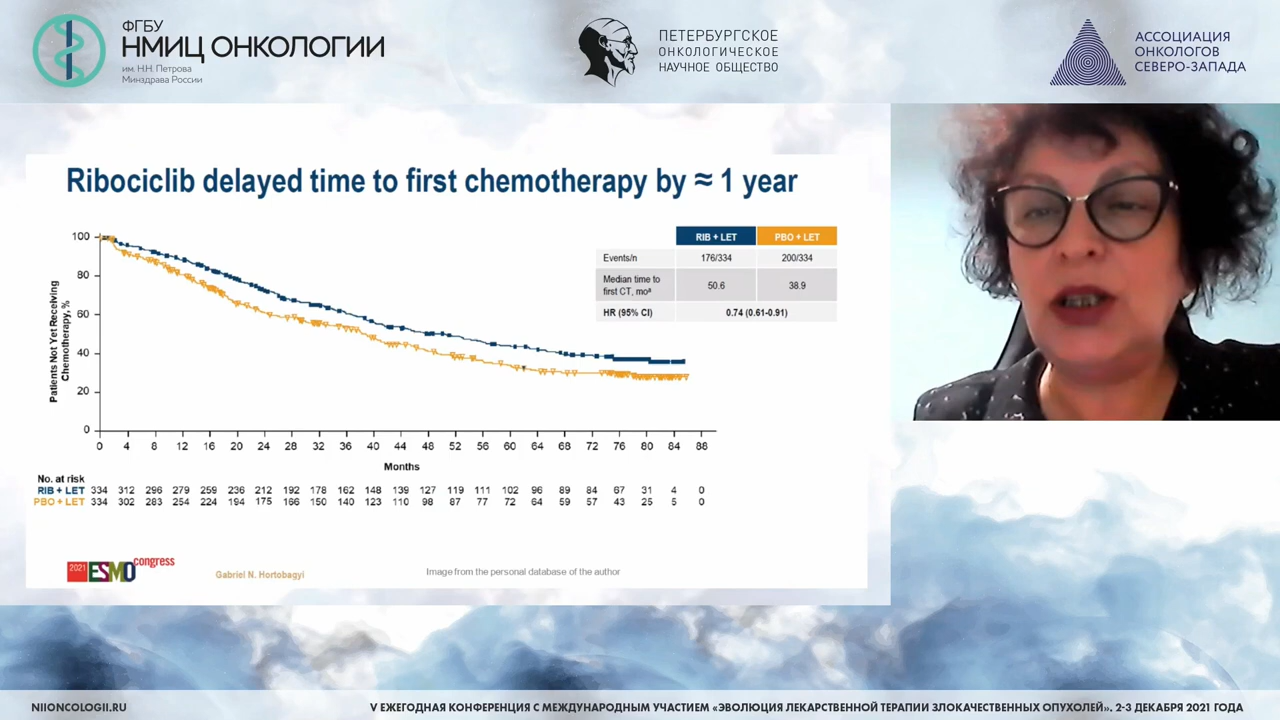 ФГБУ
НМИЦ ОНКОЛОГИИ
им. Н.Н. Петрова
Минздрава России
ПЕТЕРБУРГСКОЕ
ОНКОЛОГИЧЕСКОЕ
НАУЧНОЕ ОБЩЕСТВО
АССОЦИАЦИЯ
ОНКОЛОГОВ
СЕВЕРО-ЗАПАДА
Ribociclib delayed time to first chemotherapy by ≈ 1 year
Patients Not Yet Receiving
Chemotherapy, %
100
80
60
40
20
0
0 4 8 12 16 20 24 28 32 36 40 44 48 52 56 60 64 68 72 76 80 84 88
Months
RIB + LET PBO + LET
Events/n 176/334 200/334
Median time to
first CT, moª 50.6 38.9
HR (95% CI) 0.74 (0.61-0.91)
No. at risk
RIB + LET 334 312 296 279 259 236 212 192 178 162 148 139 127 119 111 102 96 89 84 67 31 4 0
PBO + LET 334 302 283 254 224 194 175 166 150 140 123 110 98 87 77 72 64 59 57 43 25 5 0
2021 ESMO congress
Gabriel N. Hortobagyi
Image from the personal database of the author
NIIONCOLOGII.RU
V ЕЖЕГОДНАЯ КОНФЕРЕНЦИЯ С МЕЖДУНАРОДНЫМ УЧАСТИЕМ «ЭВОЛЮЦИЯ ЛЕКАРСТВЕННОЙ ТЕРАПИИ ЗЛОКАЧЕСТВЕННЫХ ОПУХОЛЕЙ». 2-3 ДЕКАБРЯ 2021 ГОДА